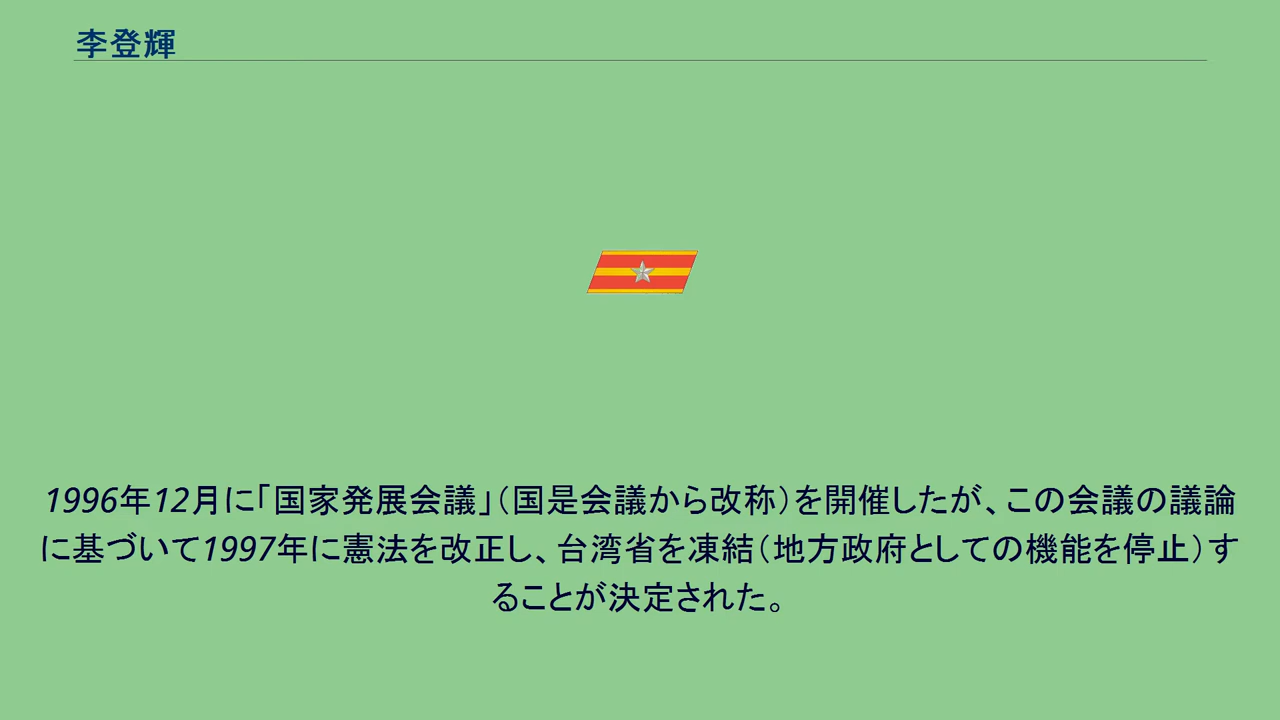 李登輝
1996年12月に「国家発展会議」(国是会議から改称)を開催したが、この会議の議論
に基づいて1997年に憲法を改正し、台湾省を凍結(地方政府としての機能を停止)す
ることが決定された。